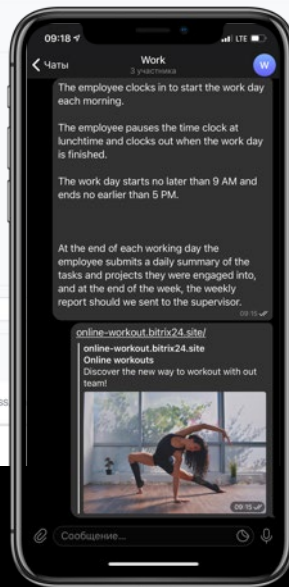 09:18
LTE
Чаты
Work
3 участника
W
The employee clocks in to start the work day
each morning.
The employee pauses the time clock at
lunchtime and clocks out when the work day
is finished.
The work day starts no later than 9 AM and
ends no earlier than 5 PM.
At the end of each working day the
employee submits a daily summary of the
tasks and projects they were engaged into,
and at the end of the week, the weekly
report should we sent to the supervisor.
09:15
online-workout.bitrix24.site/
online-workout.bitrix24.site
Online workouts
Discover the new way to workout with out
team!
09:15
Сообщение...